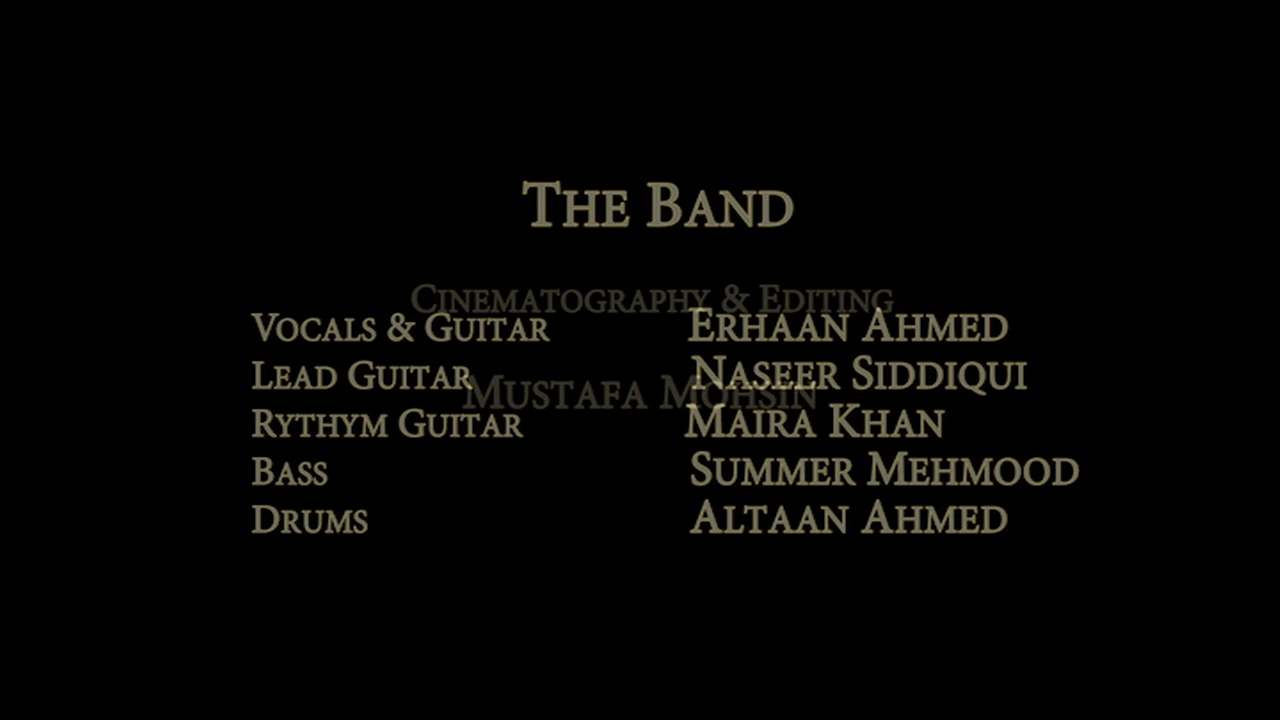 The Band
Cinematography & Editing
Vocals & Guitar Erhaan Ahmed
Lead Guitar Naseer Siddiqui
Mustafa Mohsin
Rythym Guitar Maira Khan
Bass Summer Mehmood
Drums Altaan Ahmed